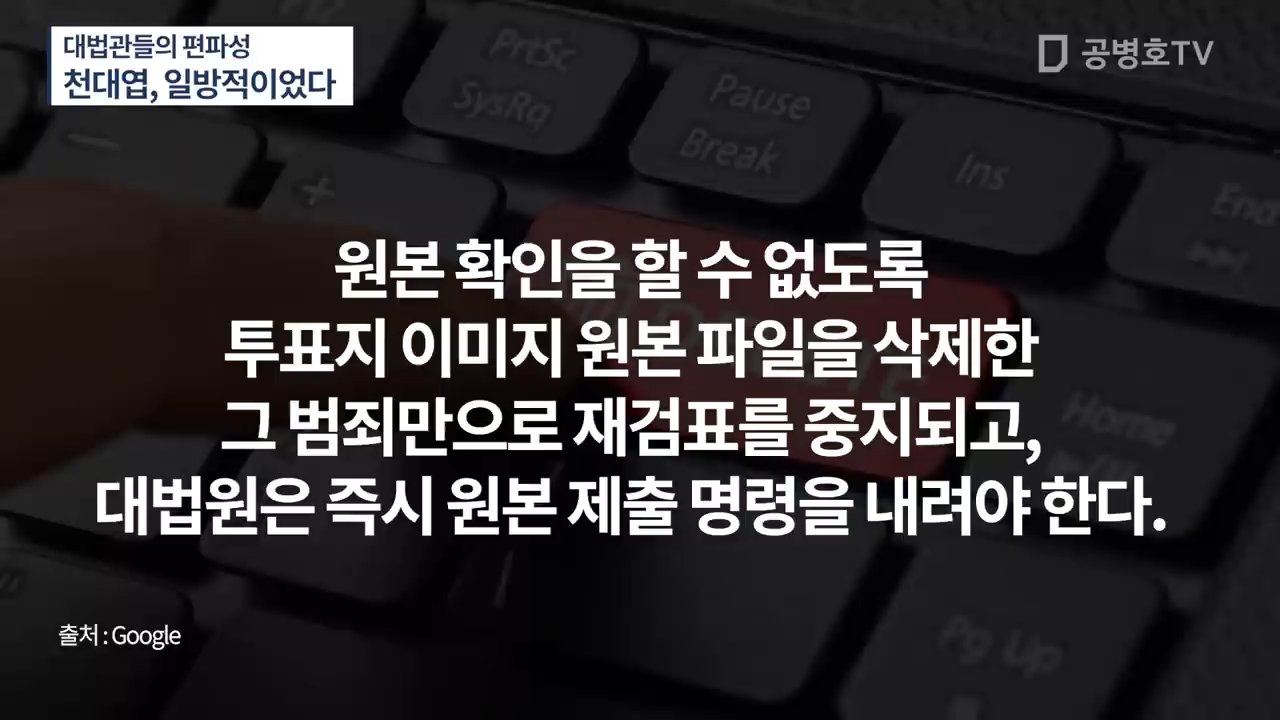 대법관들의 편파성
천대엽, 일방적이었다
공병호TV
PrtSc
SysRq
Pause
Break
Ins
End
원본 확인을 할 수 없도록
투표지 이미지 원본 파일을 삭제한
그 범죄만으로 재검표를 중지되고,
대법원은 즉시 원본 제출 명령을 내려야 한다.
Home
Pg Up
출처 : Google